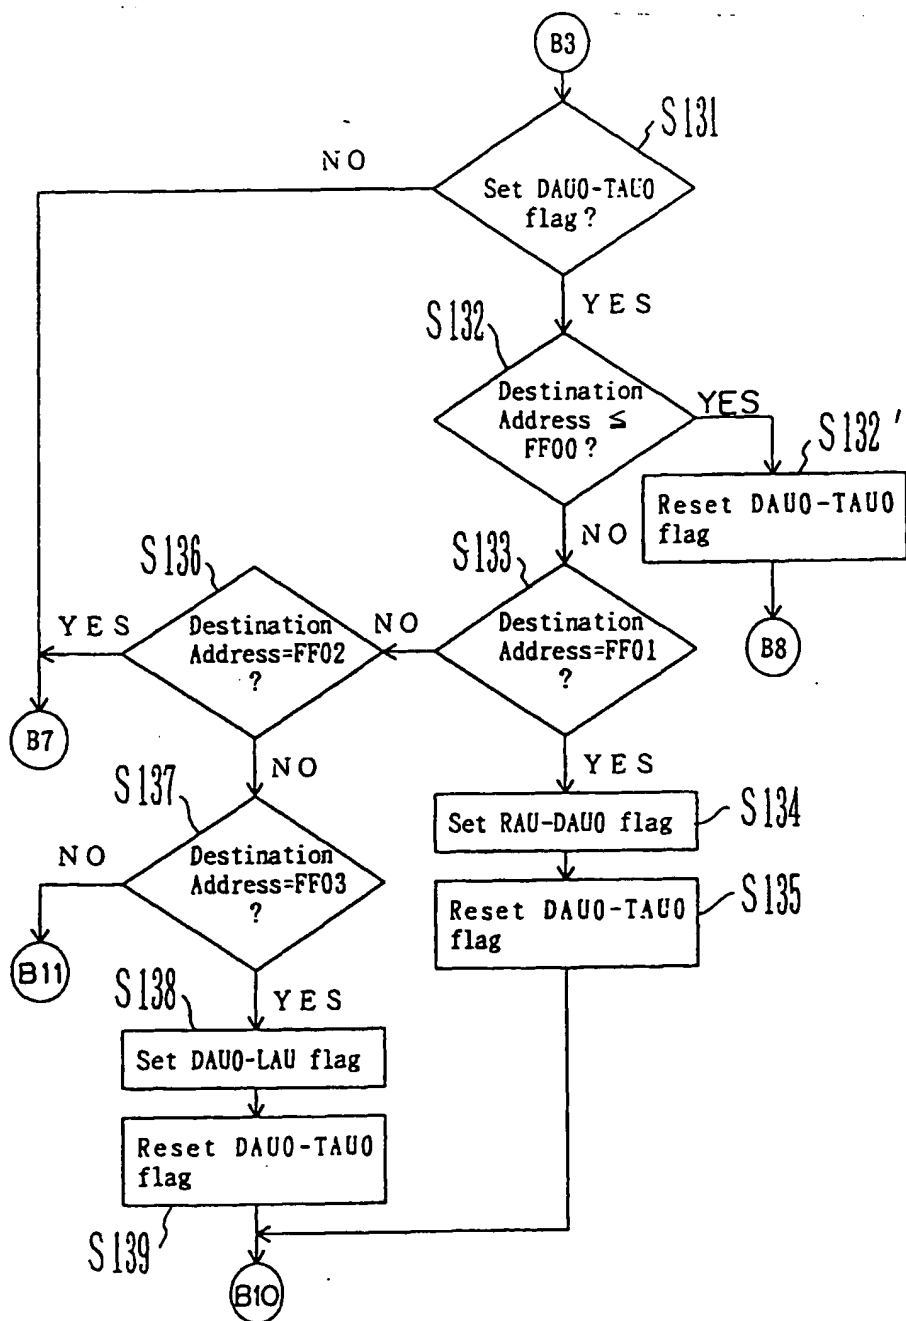 B3
S131
NO
Set DAU0-TAU0
flag?
YES
S132
Destination
Address ≤
FF00?
YES
S132'
Reset DAU0-TAU0
flag
B8
NO
S133
Destination
Address=FF01
?
NO
S136
Destination
Address=FF02
?
YES
B7
YES
Set RAU-DAU0 flag
S134
Reset DAU0-TAU0
flag
S135
NO
S137
Destination
Address=FF03
?
NO
B11
YES
S138
Set DAU0-LAU flag
Reset DAU0-TAU0
flag
S139
B10